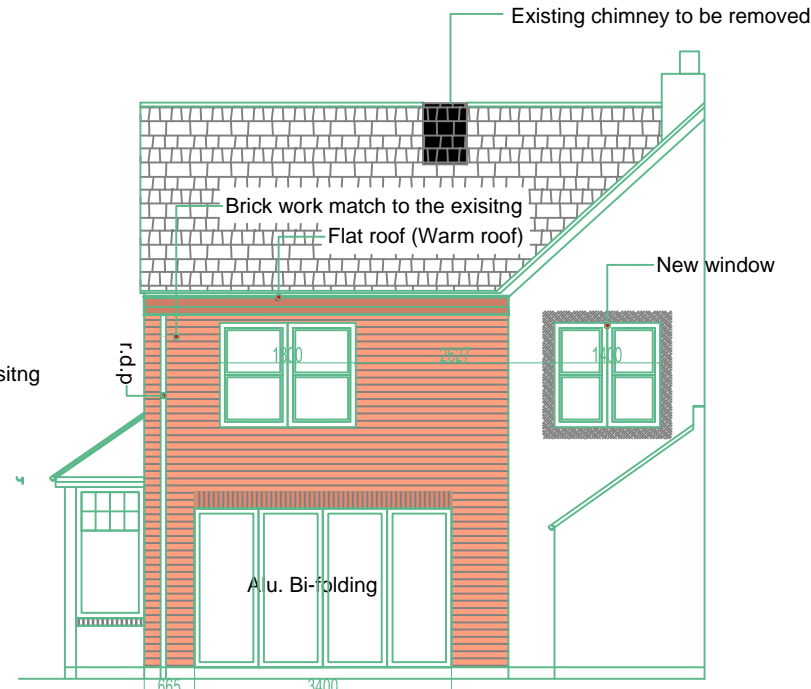 Existing chimney to be removed
Brick work match to the exisitng
Flat roof (Warm roof)
New window
1800
2627
1400
r.d.p
sitng
Alu. Bi-folding
665
3400